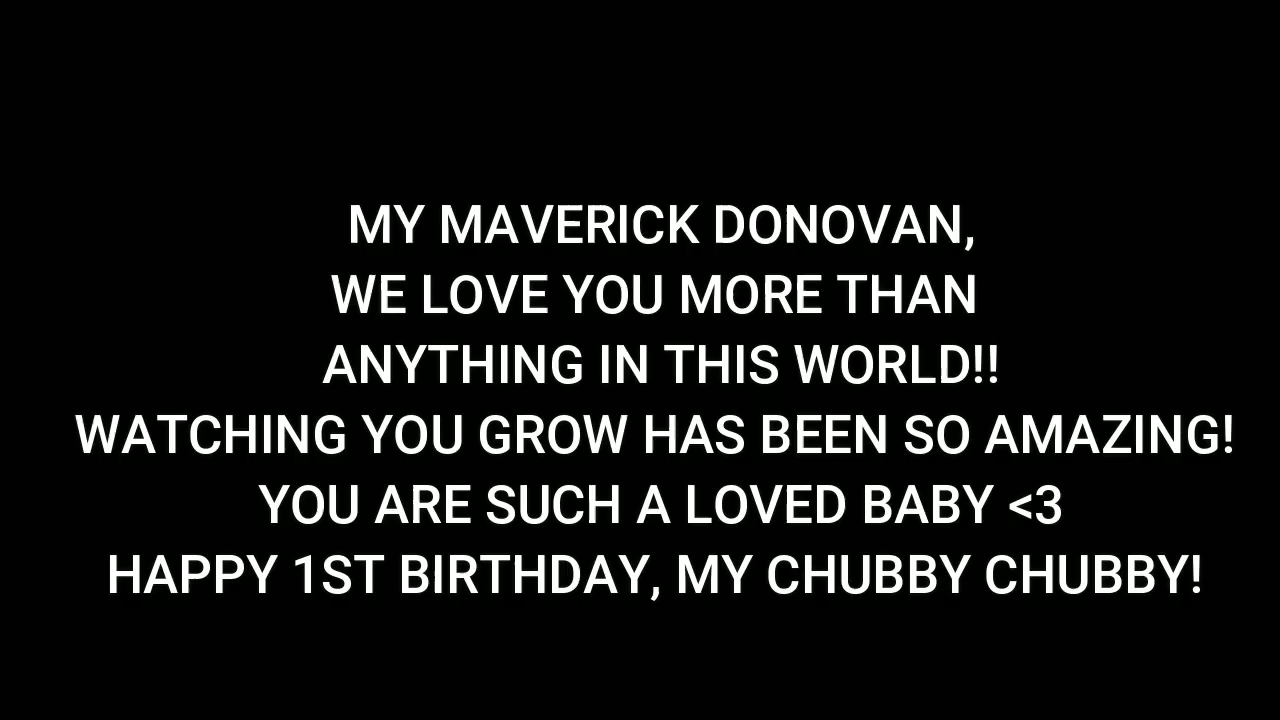 MY MAVERICK DONOVAN,
WE LOVE YOU MORE THAN
ANYTHING IN THIS WORLD!!
WATCHING YOU GROW HAS BEEN SO AMAZING!
YOU ARE SUCH A LOVED BABY <3
HAPPY 1ST BIRTHDAY, MY CHUBBY CHUBBY!